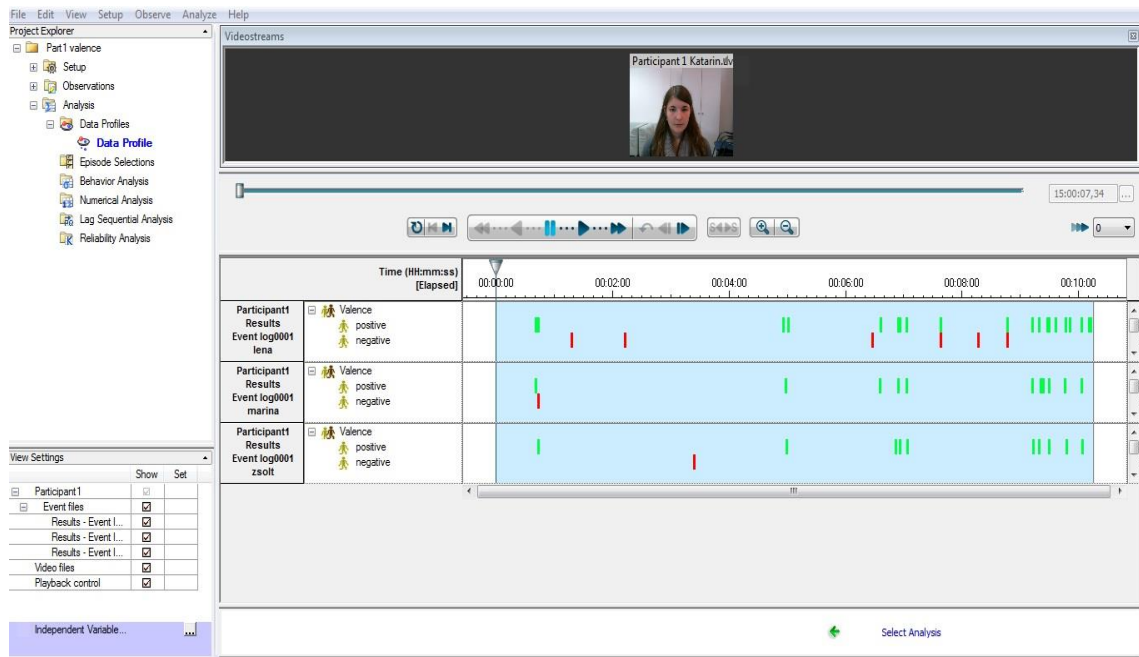 File Edit View Setup Observe Analyze Help
Project Explorer
Part1 valence
Setup
Observations
Analysis
Data Profiles
Data Profile
Episode Selections
Behavior Analysis
Numerical Analysis
Lag Sequential Analysis
Reliability Analysis
Videostreams
Participant 1 Katarin
15:00:07,34
...
0
Time (HH:mm:ss)
[Elapsed]
00:00:00 00:02:00 00:04:00 00:06:00 00:08:00 00:10:00
Participant1
Results
Event log0001
lena
Valence
positive
negative
Participant1
Results
Event log0001
marina
Valence
positive
negative
Participant1
Results
Event log0001
zsolt
Valence
positive
negative
View Settings
Show Set
Participant1
Event files
Results - Event l...
Results - Event l...
Results - Event l...
Video files
Playback control
Independent Variable... ...
Select Analysis